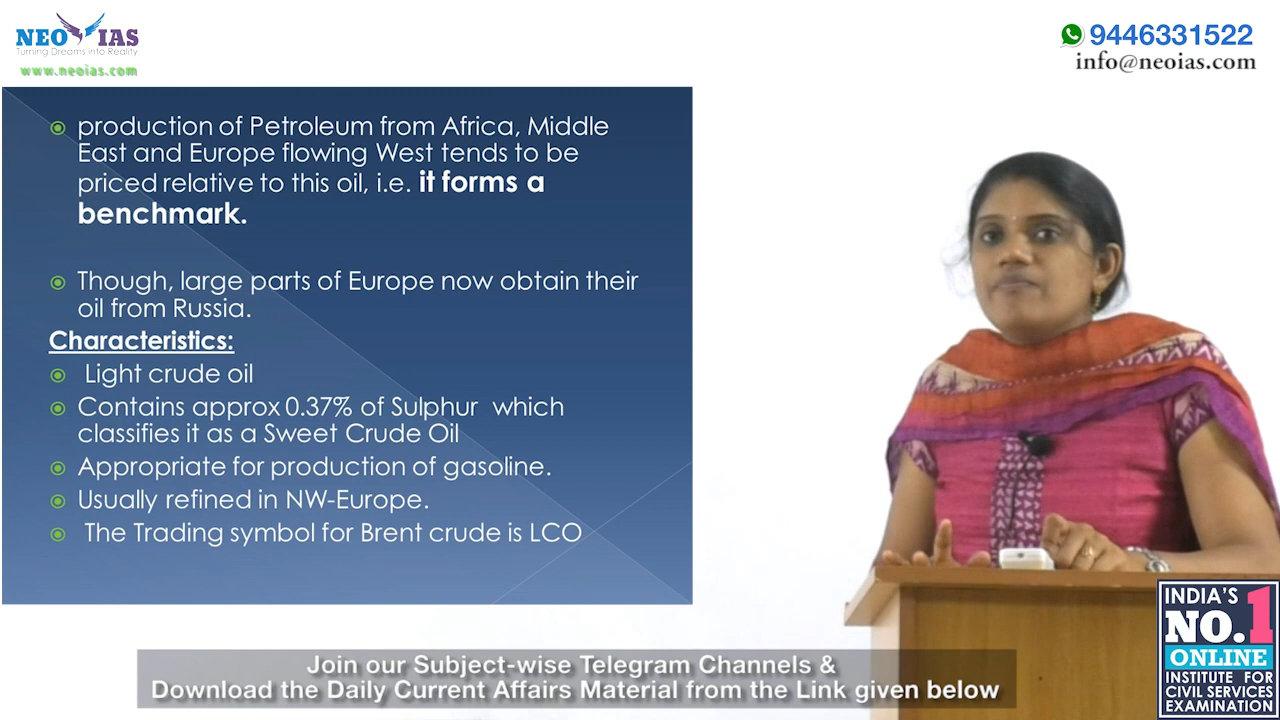 NEO IAS
Turning Dreams into Reality
www.neoias.com
9446331522
info@neoias.com
production of Petroleum from Africa, Middle
East and Europe flowing West tends to be
priced relative to this oil, i.e. it forms a
benchmark.
Though, large parts of Europe now obtain their
oil from Russia.
Characteristics:
Light crude oil
Contains approx 0.37% of Sulphur which
classifies it as a Sweet Crude Oil
Appropriate for production of gasoline.
Usually refined in NW-Europe.
The Trading symbol for Brent crude is LCO
INDIA'S
NO.1
ONLINE
INSTITUTE FOR
CIVIL SERVICES
EXAMINATION
Join our Subject-wise Telegram Channels &
Download the Daily Current Affairs Material from the Link given below